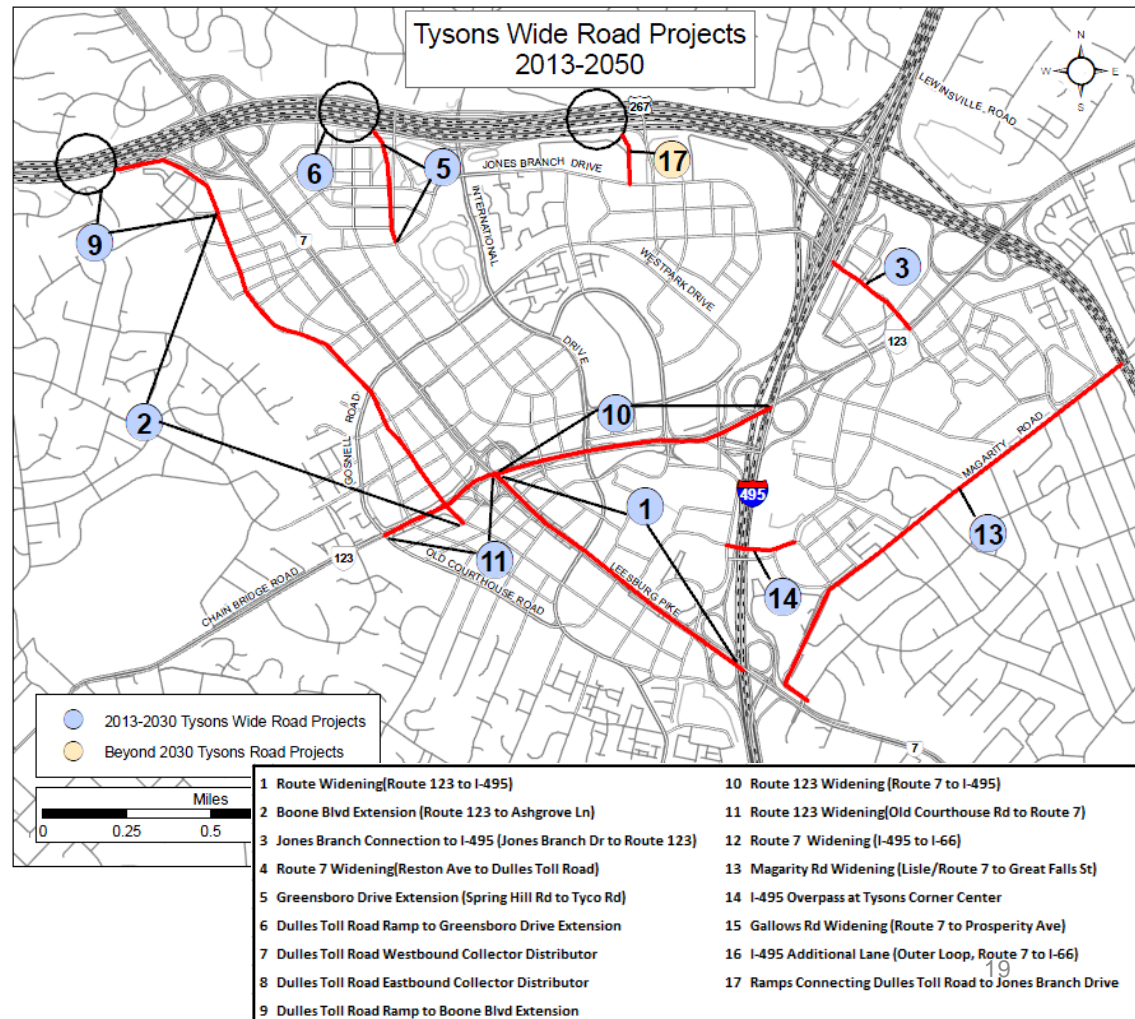 Tysons Wide Road Projects
2013-2050
N
W
E
S
LEWINSVILLE ROAD
267
17
JONES BRANCH DRIVE
6
5
INTERNATIONAL
DRIVE
9
7
WESTPARK DRIVE
3
123
2
GOSNELL ROAD
10
MAGARITY ROAD
495
1
13
11
123
OLD COURTHOUSE ROAD
LEESBURG PIKE
14
CHAIN BRIDGE ROAD
7
2013-2030 Tysons Wide Road Projects
Beyond 2030 Tysons Road Projects
Miles
0 0.25 0.5
1 Route Widening(Route 123 to I-495)
2 Boone Blvd Extension (Route 123 to Ashgrove Ln)
3 Jones Branch Connection to I-495 (Jones Branch Dr to Route 123)
4 Route 7 Widening(Reston Ave to Dulles Toll Road)
5 Greensboro Drive Extension (Spring Hill Rd to Tyco Rd)
6 Dulles Toll Road Ramp to Greensboro Drive Extension
7 Dulles Toll Road Westbound Collector Distributor
8 Dulles Toll Road Eastbound Collector Distributor
9 Dulles Toll Road Ramp to Boone Blvd Extension
10 Route 123 Widening (Route 7 to I-495)
11 Route 123 Widening(Old Courthouse Rd to Route 7)
12 Route 7 Widening (I-495 to I-66)
13 Magarity Rd Widening (Lisle/Route 7 to Great Falls St)
14 I-495 Overpass at Tysons Corner Center
15 Gallows Rd Widening (Route 7 to Prosperity Ave)
16 I-495 Additional Lane (Outer Loop, Route 7 to I-66)
17 Ramps Connecting Dulles Toll Road to Jones Branch Drive
19